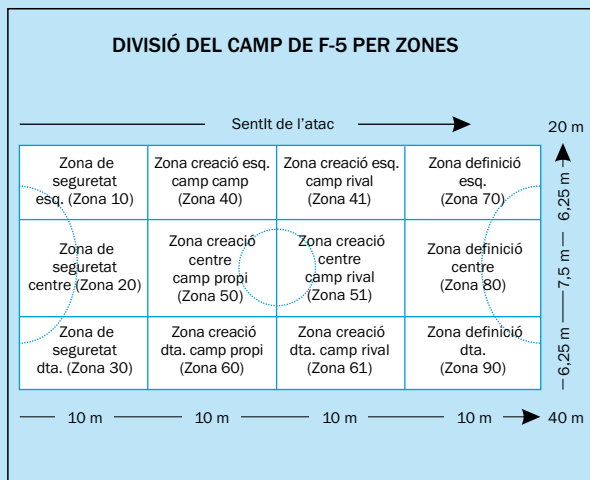 DIVISIÓ DEL CAMP DE F-5 PER ZONES
Sentlt de l'atac
20 m
Zona de
seguretat
esq. (Zona 10)
Zona creació esq.
camp camp
(Zona 40)
Zona creació esq.
camp rival
(Zona 41)
Zona definició
esq.
(Zona 70)
6,25 m
Zona de
seguretat
centre (Zona 20)
Zona creació
centre
camp propi
(Zona 50)
Zona creació
centre
camp rival
(Zona 51)
Zona definició
centre
(Zona 80)
7,5 m
Zona de
seguretat
dta. (Zona 30)
Zona creació
dta. camp propi
(Zona 60)
Zona creació
dta. camp rival
(Zona 61)
Zona definició
dta.
(Zona 90)
6,25 m
10 m
10 m
10 m
10 m
40 m